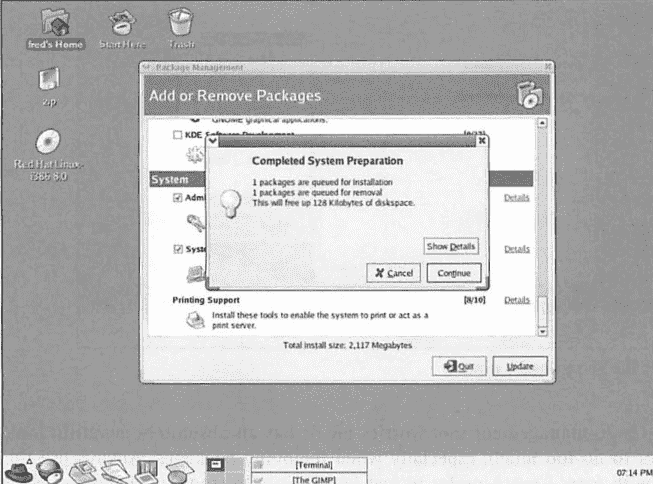 fred's Home
Start Here
Trash
zip
Red Hat Linux-
i386 8.0
Package Management
Add or Remove Packages
GNOME graphical applications.
KDE Software Development
System
Completed System Preparation
1 packages are queued for installation
1 packages are queued for removal
This will free up 128 Kilobytes of diskspace.
Show Details
Cancel
Continue
Admi
Details
Syste
Details
Printing Support [8/10] Details
Install these tools to enable the system to print or act as a
print server.
Total install size: 2,117 Megabytes
Quit
Update
[Terminal]
[The GIMP]
07:14 PM